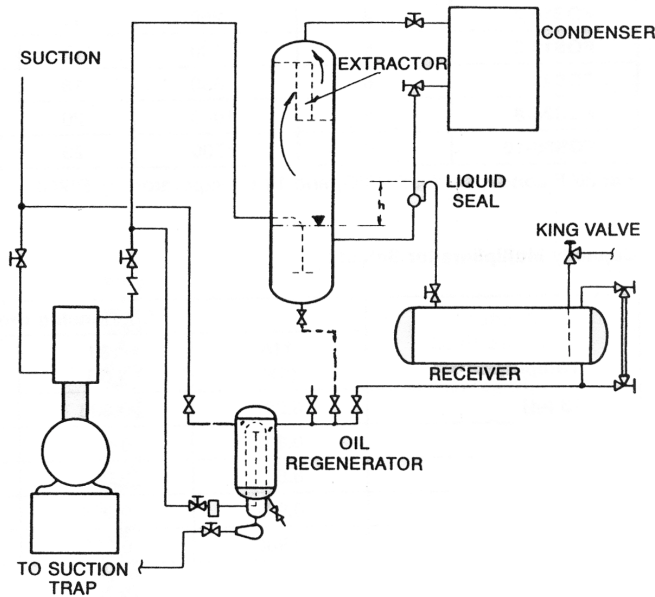 SUCTION
EXTRACTOR
CONDENSER
LIQUID
SEAL
h
KING VALVE
RECEIVER
OIL
REGENERATOR
TO SUCTION
TRAP